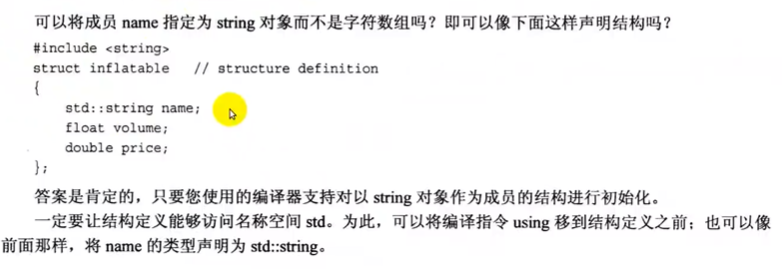 可以将成员 name 指定为 string 对象而不是字符数组吗？即可以像下面这样声明结构吗？
#include <string>
struct inflatable   // structure definition
{
    std::string name;
    float volume;
    double price;
};
答案是肯定的，只要您使用的编译器支持对以 string 对象作为成员的结构进行初始化。
一定要让结构定义能够访问名称空间 std。为此，可以将编译指令 using 移到结构定义之前；也可以像
前面那样，将 name 的类型声明为 std::string。